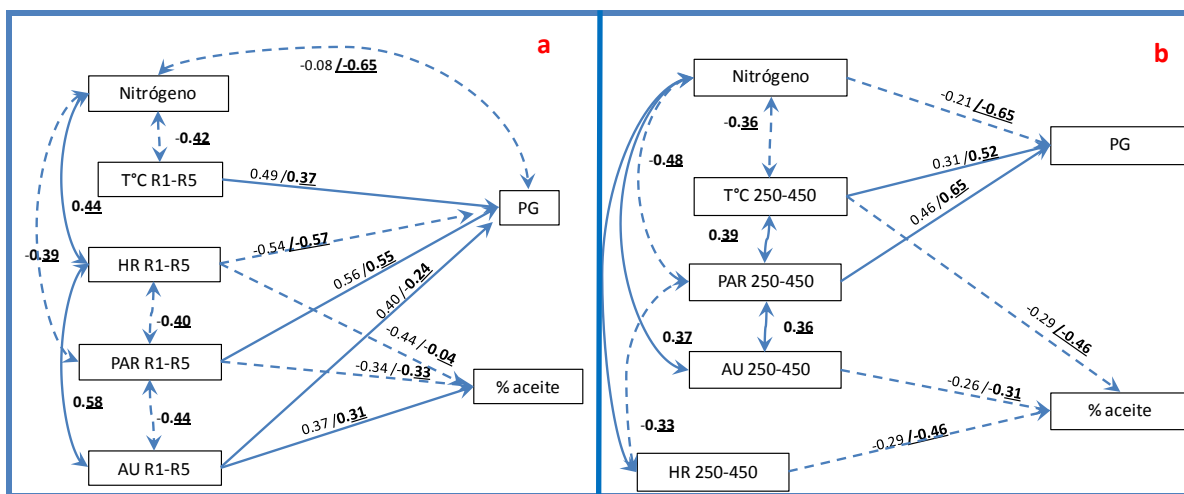 a
-0.08 /-0.65
Nitrógeno
-0.42
T°C R1-R5
0.49 /0.37
PG
0.44
-0.54 /-0.57
HR R1-R5
-0.39
0.56 /0.55
0.40 /-0.24
-0.40
-0.44 /-0.04
PAR R1-R5
-0.34 /-0.33
% aceite
0.58
-0.44
0.37 /0.31
AU R1-R5
b
Nitrógeno
-0.21 /-0.65
-0.36
PG
-0.48
0.31 /0.52
T°C 250-450
0.46 /0.65
0.39
PAR 250-450
0.37
0.36
-0.29 /-0.46
AU 250-450
-0.26 /-0.31
% aceite
-0.33
-0.29 /-0.46
HR 250-450